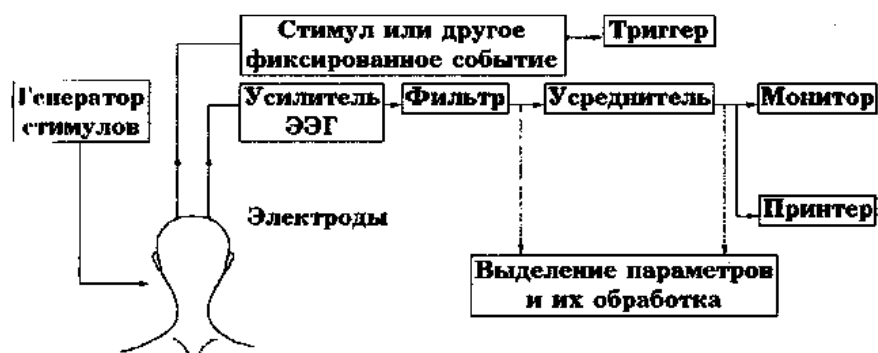 Стимул или другое
фиксированное событие
Триггер
Генератор
стимулов
Усилитель
ЭЭГ
Фильтр
Усреднитель
Монитор
Электроды
Принтер
Выделение параметров
и их обработка